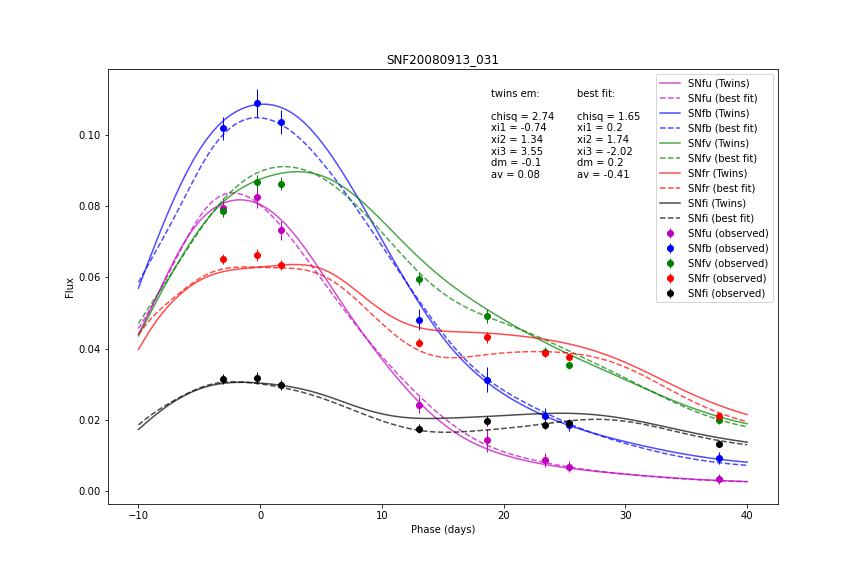 SNF20080913_031
twins em: best fit:
chisq = 2.74 chisq = 1.65
xi1 = -0.74 xi1 = 0.2
xi2 = 1.34 xi2 = 1.74
xi3 = 3.55 xi3 = -2.02
dm = -0.1 dm = 0.2
av = 0.08 av = -0.41
SNfu (Twins)
SNfu (best fit)
SNfb (Twins)
SNfb (best fit)
SNfv (Twins)
SNfv (best fit)
SNfr (Twins)
SNfr (best fit)
SNfi (Twins)
SNfi (best fit)
SNfu (observed)
SNfb (observed)
SNfv (observed)
SNfr (observed)
SNfi (observed)
Flux
0.10
0.08
0.06
0.04
0.02
0.00
−10 0 10 20 30 40
Phase (days)